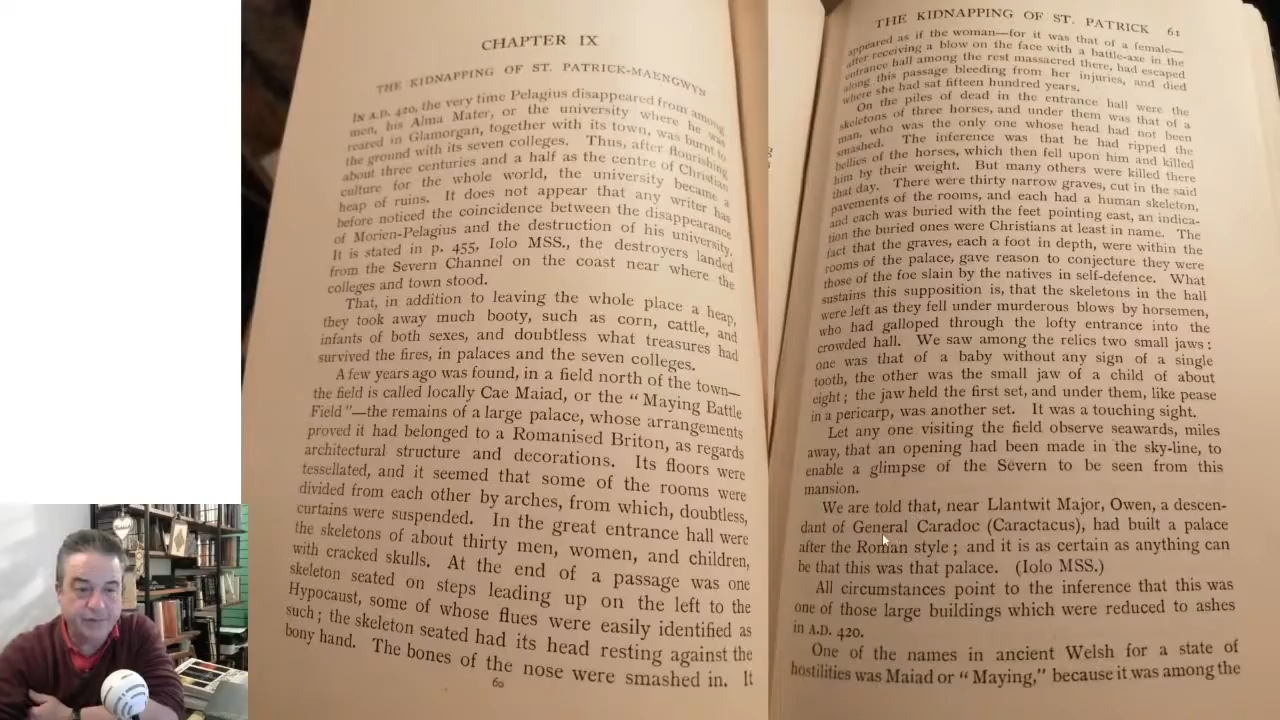 CHAPTER IX
THE KIDNAPPING OF ST. PATRICK-MAENGWYN
IN A.D. 420, the very time Pelagius disappeared from among
men, his Alma Mater, or the university where he was
reared in Glamorgan, together with its town, was burnt to
the ground with its seven colleges. Thus, after flourishing
about three centuries and a half as the centre of Christian
culture for the whole world, the university became a
heap of ruins. It does not appear that any writer has
before noticed the coincidence between the disappearance
of Morien-Pelagius and the destruction of his university.
It is stated in p. 455, Iolo MSS., the destroyers landed
from the Severn Channel on the coast near where the
colleges and town stood.
That, in addition to leaving the whole place a heap,
they took away much booty, such as corn, cattle, and
infants of both sexes, and doubtless what treasures had
survived the fires, in palaces and the seven colleges.
A few years ago was found, in a field north of the town—
the field is called locally Cae Maiad, or the "Maying Battle
Field"—the remains of a large palace, whose arrangements
proved it had belonged to a Romanised Briton, as regards
architectural structure and decorations. Its floors were
tessellated, and it seemed that some of the rooms were
divided from each other by arches, from which, doubtless,
curtains were suspended. In the great entrance hall were
the skeletons of about thirty men, women, and children,
with cracked skulls. At the end of a passage was one
skeleton seated on steps leading up on the left to the
Hypocaust, some of whose flues were easily identified as
such; the skeleton seated had its head resting against the
bony hand. The bones of the nose were smashed in. It
60
THE KIDNAPPING OF ST. PATRICK 61
appeared as if the woman—for it was that of a female—
after receiving a blow on the face with a battle-axe in the
entrance hall among the rest massacred there, had escaped
along this passage bleeding from her injuries, and died
where she had sat fifteen hundred years.
On the piles of dead in the entrance hall were the
skeletons of three horses, and under them was that of a
man, who was the only one whose head had not been
smashed. The inference was that he had ripped the
bellies of the horses, which then fell upon him and killed
him by their weight. But many others were killed there
that day. There were thirty narrow graves, cut in the said
pavements of the rooms, and each had a human skeleton,
and each was buried with the feet pointing east, an indica-
tion the buried ones were Christians at least in name. The
fact that the graves, each a foot in depth, were within the
rooms of the palace, gave reason to conjecture they were
those of the foe slain by the natives in self-defence. What
sustains this supposition is, that the skeletons in the hall
were left as they fell under murderous blows by horsemen,
who had galloped through the lofty entrance into the
crowded hall. We saw among the relics two small jaws:
one was that of a baby without any sign of a single
tooth, the other was the small jaw of a child of about
eight; the jaw held the first set, and under them, like pease
in a pericarp, was another set. It was a touching sight.
Let any one visiting the field observe seawards, miles
away, that an opening had been made in the sky-line, to
enable a glimpse of the Severn to be seen from this
mansion.
We are told that, near Llantwit Major, Owen, a descen-
dant of General Caradoc (Caractacus), had built a palace
after the Roman style; and it is as certain as anything can
be that this was that palace. (Iolo MSS.)
All circumstances point to the inference that this was
one of those large buildings which were reduced to ashes
in A.D. 420.
One of the names in ancient Welsh for a state of
hostilities was Maiad or "Maying," because it was among the